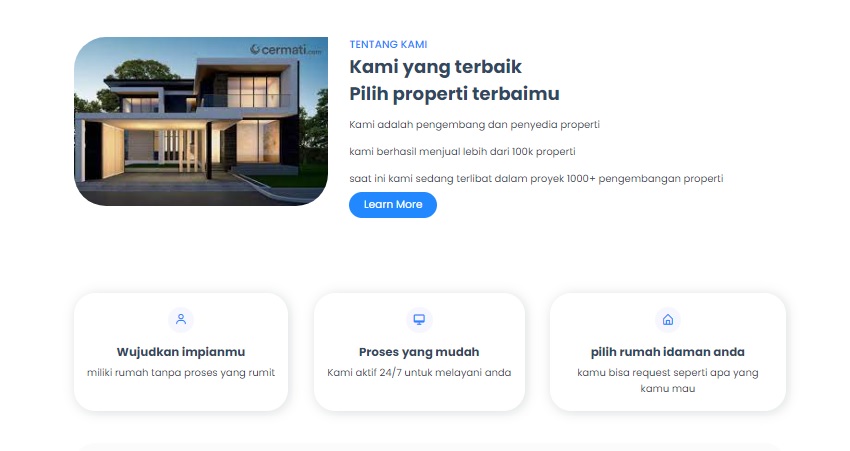 cermati.com
TENTANG KAMI
Kami yang terbaik
Pilih properti terbaimu
Kami adalah pengembang dan penyedia properti
kami berhasil menjual lebih dari 100k properti
saat ini kami sedang terlibat dalam proyek 1000+ pengembangan properti
Learn More
Wujudkan impianmu
miliki rumah tanpa proses yang rumit
Proses yang mudah
Kami aktif 24/7 untuk melayani anda
pilih rumah idaman anda
kamu bisa request seperti apa yang
kamu mau